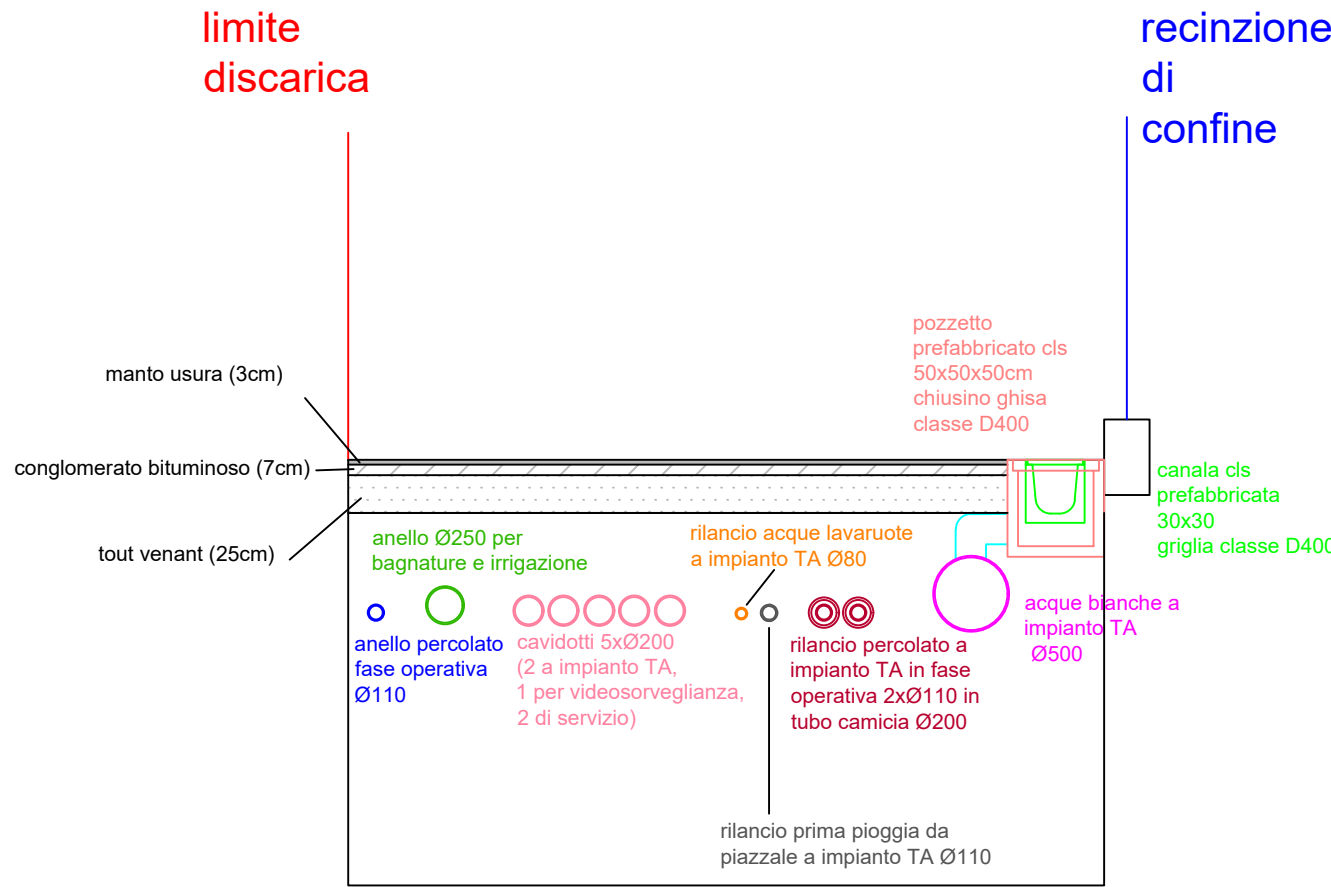 limite
discarica
recinzione
di
confine
pozzetto
prefabbricato cls
50x50x50cm
chiusino ghisa
classe D400
manto usura (3cm)
conglomerato bituminoso (7cm)
tout venant (25cm)
canala cls
prefabbricata
30x30
griglia classe D400
anello Ø250 per
bagnature e irrigazione
rilancio acque lavaruote
a impianto TA Ø80
anello percolato
fase operativa
Ø110
cavidotti 5xØ200
(2 a impianto TA,
1 per videosorveglianza,
2 di servizio)
rilancio percolato a
impianto TA in fase
operativa 2xØ110 in
tubo camicia Ø200
acque bianche a
impianto TA
Ø500
rilancio prima pioggia da
piazzale a impianto TA Ø110